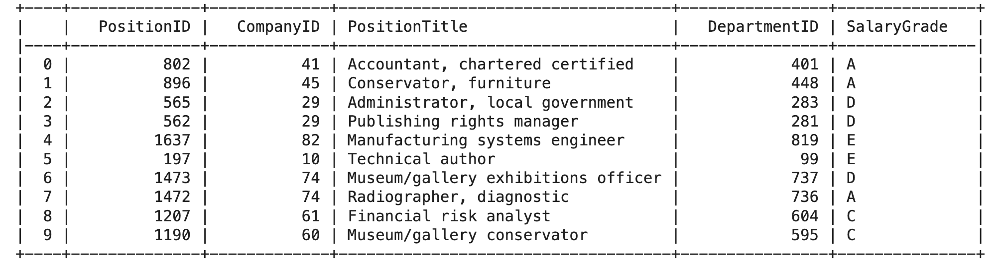 +----+--------------+-------------+------------------------------------+----------------+---------------+
|    |   PositionID |   CompanyID | PositionTitle                      |   DepartmentID | SalaryGrade   |
|----+--------------+-------------+------------------------------------+----------------+---------------|
|  0 |          802 |          41 | Accountant, chartered certified    |            401 | A             |
|  1 |          896 |          45 | Conservator, furniture             |            448 | A             |
|  2 |          565 |          29 | Administrator, local government    |            283 | D             |
|  3 |          562 |          29 | Publishing rights manager          |            281 | D             |
|  4 |         1637 |          82 | Manufacturing systems engineer     |            819 | E             |
|  5 |          197 |          10 | Technical author                   |             99 | E             |
|  6 |         1473 |          74 | Museum/gallery exhibitions officer |            737 | D             |
|  7 |         1472 |          74 | Radiographer, diagnostic           |            736 | A             |
|  8 |         1207 |          61 | Financial risk analyst             |            604 | C             |
|  9 |         1190 |          60 | Museum/gallery conservator         |            595 | C             |
+----+--------------+-------------+------------------------------------+----------------+---------------+